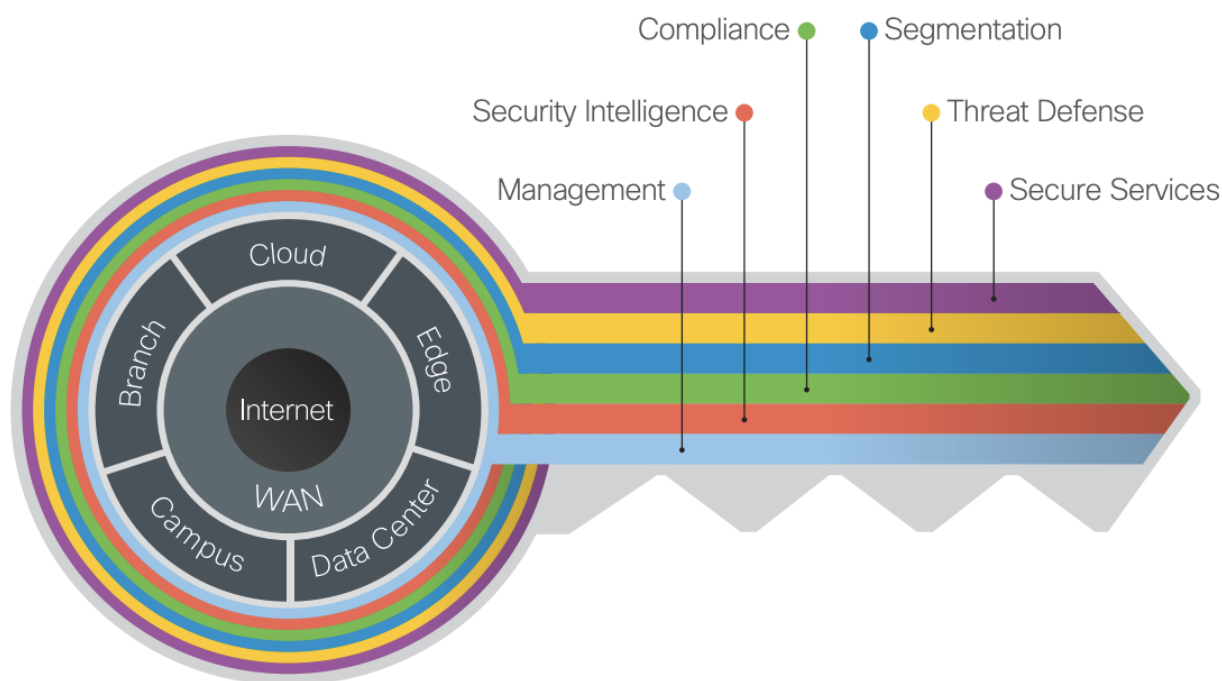 Compliance
Segmentation
Security Intelligence
Threat Defense
Management
Secure Services
Cloud
Branch
Edge
Internet
WAN
Campus
Data Center